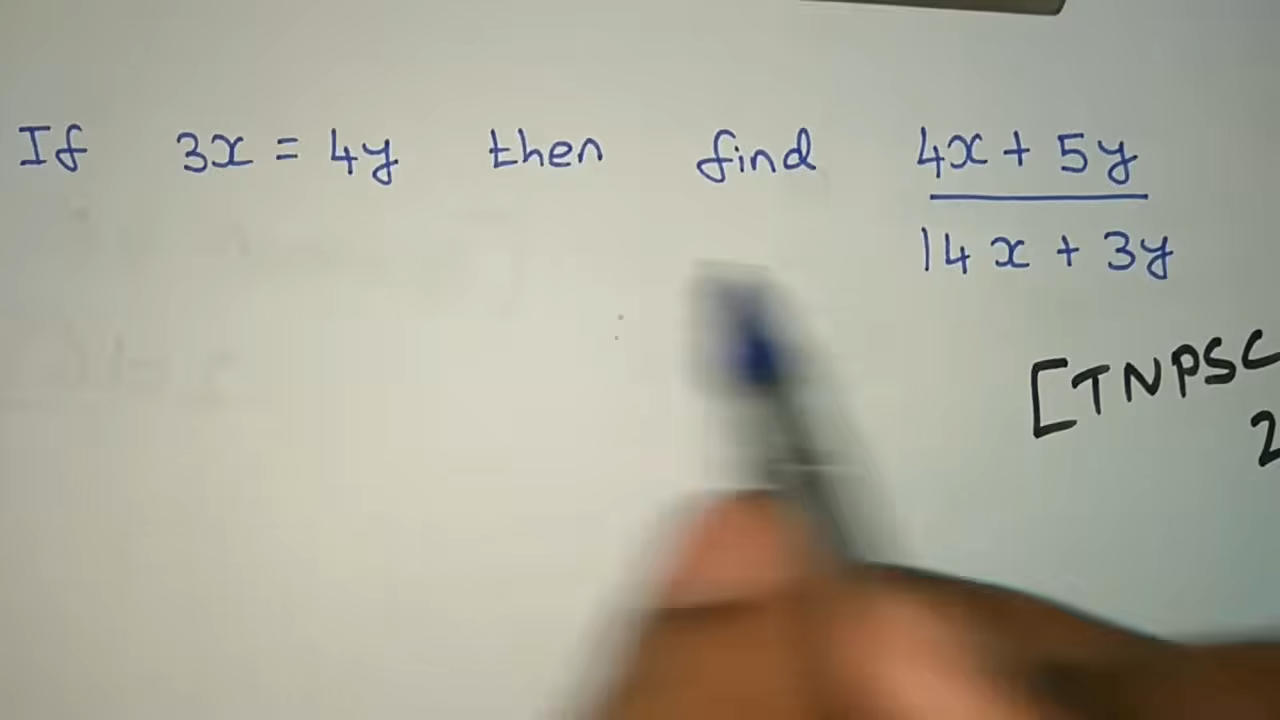 If 3x = 4y then find 4x + 5y
14x + 3y
[TNPSC
2